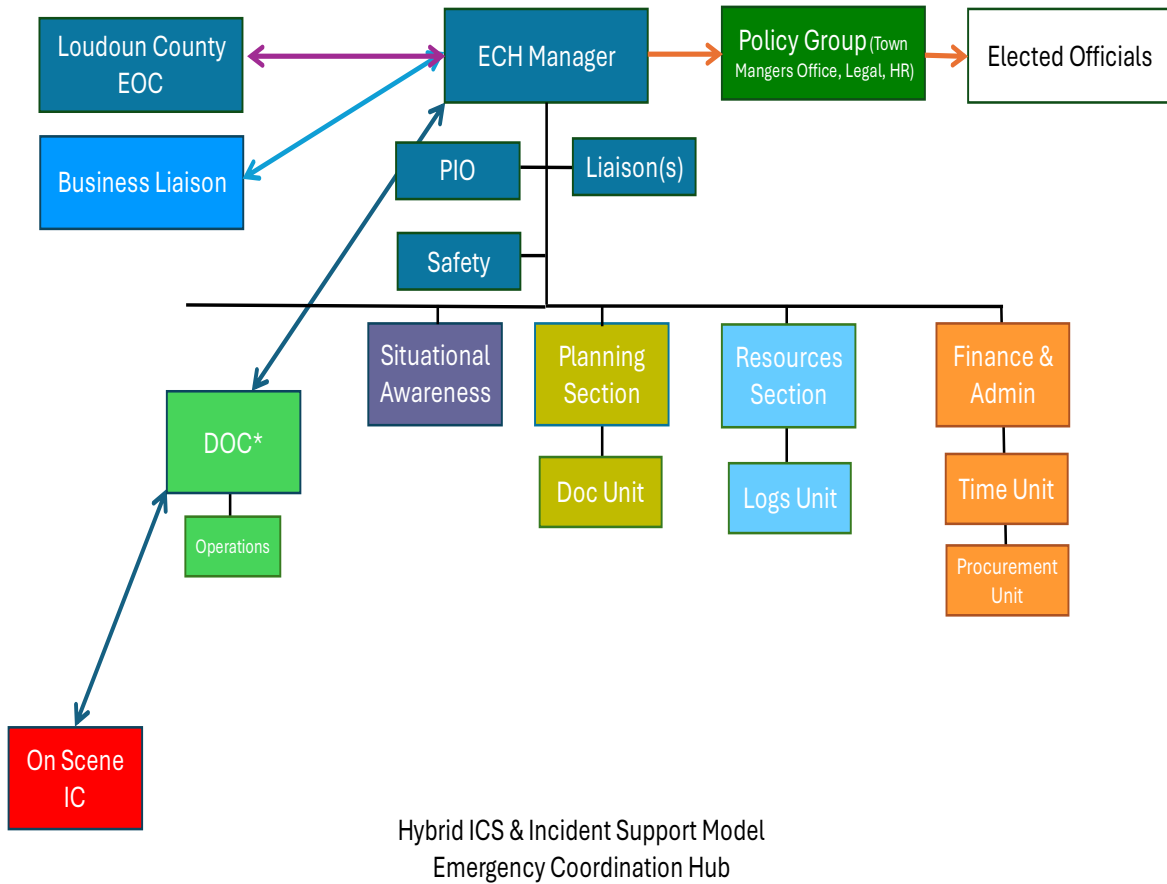 Loudoun County
EOC
ECH Manager
Policy Group (Town
Mangers Office, Legal, HR)
Elected Officials
Business Liaison
PIO
Liaison(s)
Safety
Situational
Awareness
Planning
Section
Resources
Section
Finance &
Admin
DOC*
Operations
Doc Unit
Logs Unit
Time Unit
Procurement
Unit
On Scene
IC
Hybrid ICS & Incident Support Model
Emergency Coordination Hub